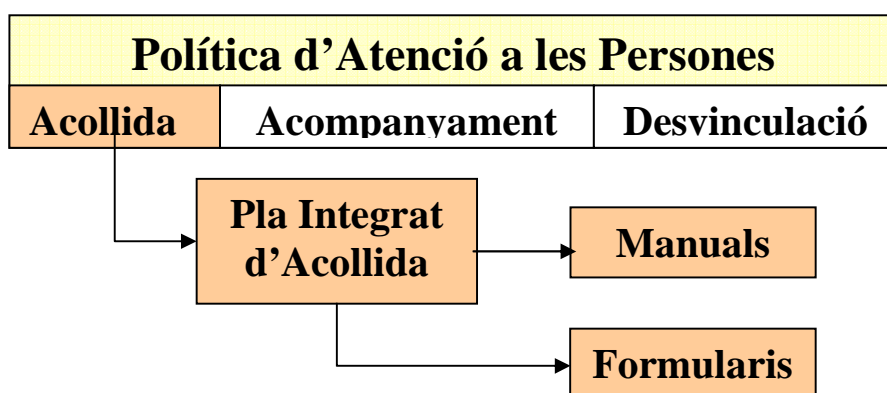 Política d’Atenció a les Persones
Acollida
Acompanyament
Desvinculació
Pla Integrat
d’Acollida
Manuals
Formularis